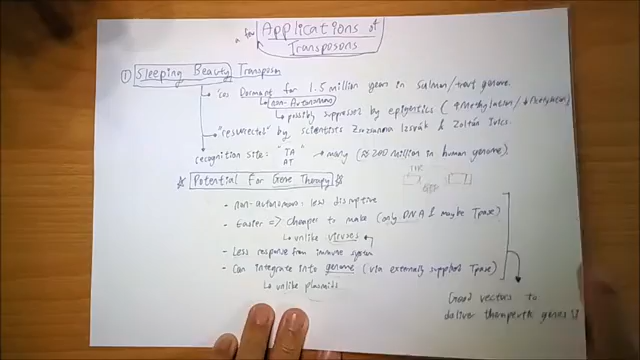 a few Applications of
Transposons
① Sleeping Beauty Transposon
'cos Dormant for 1.5 million years in salmon/trout genome.
non-Autonomous
possibly suppressed by epigenetics (methylation/
"resurrected" by scientists Zsuzsanna Izsvák & Zoltán Ivics.
recognition site: "TA
AT" → many (≈200 million in human genome)
☆ Potential For Gene Therapy ☆
- non-autonomous: less disruptive
- Easier => cheaper to make (only DNA & maybe Tpase)
↳ unlike viruses
- Less response from immune system
- Can integrate into genome (via externally supplied Tpase)
↳ unlike plasmids
Good vectors to
deliver therapeutic genes